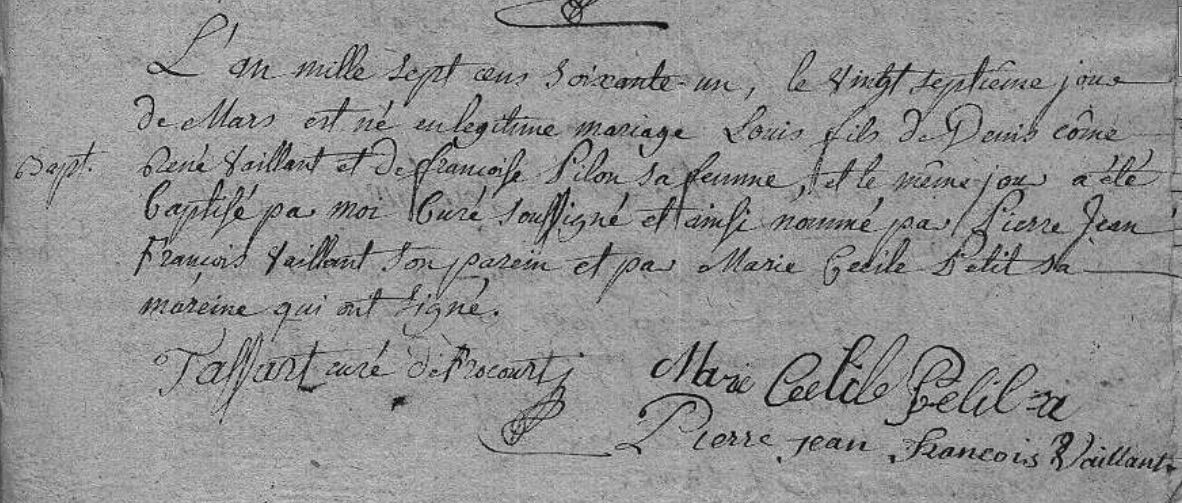 L'an mille sept cens soixante-un, le vingt septiême jour
de Mars est né en legitime mariage Louis fils de Denis côme
Bapt. René Vaillant et de françoise Pilon sa femme, et le même jour a été
baptisé par moi Curé soussigné et ainsi nommé par Pierre Jean
François Vaillant son parein et par Marie Cecile Petit sa
mareine qui ont signé.
Taffart curé de frocourt
Marie Cecile Petit
Pierre jean francois Vaillant